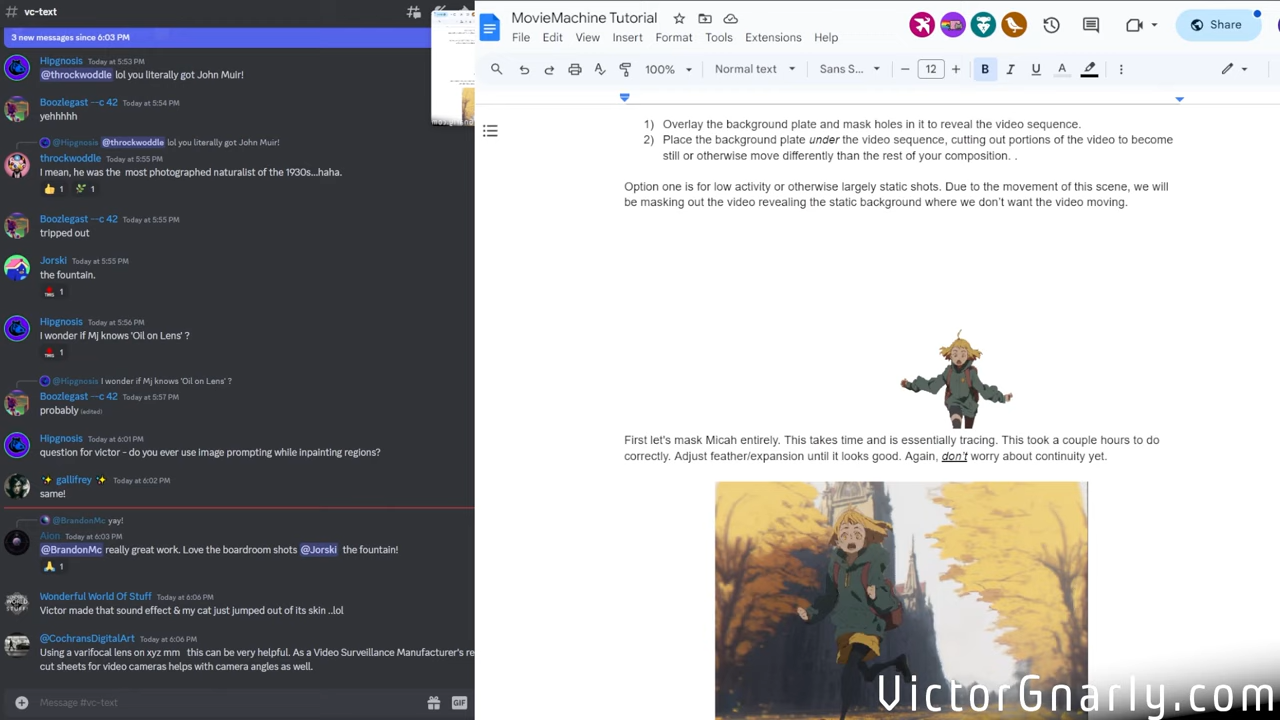 vc-text
3 new messages since 6:03 PM
Hipgnosis Today at 5:53 PM
@throckwoddle lol you literally got John Muir!
Boozlegast --c 42 Today at 5:54 PM
yehhhhh
@Hipgnosis @throckwoddle lol you literally got John Muir!
throckwoddle Today at 5:55 PM
I mean, he was the most photographed naturalist of the 1930s...haha.
1 1
Boozlegast --c 42 Today at 5:55 PM
tripped out
Jorski Today at 5:55 PM
the fountain.
1
Hipgnosis Today at 5:56 PM
I wonder if Mj knows 'Oil on Lens' ?
1
@Hipgnosis I wonder if Mj knows 'Oil on Lens' ?
Boozlegast --c 42 Today at 5:57 PM
probably (edited)
Hipgnosis Today at 6:01 PM
question for victor - do you ever use image prompting while inpainting regions?
gallifrey Today at 6:02 PM
same!
@BrandonMc yay!
Aion Today at 6:03 PM
@BrandonMc really great work. Love the boardroom shots @Jorski the fountain!
1
Wonderful World Of Stuff Today at 6:06 PM
Victor made that sound effect & my cat just jumped out of its skin ..lol
@CochransDigitalArt Today at 6:06 PM
Using a varifocal lens on xyz mm this can be very helpful. As a Video Surveillance Manufacturer's re
cut sheets for video cameras helps with camera angles as well.
Message #vc-text
GIF
MovieMachine Tutorial
File Edit View Insert Format Tools Extensions Help
Share
100% Normal text Sans S... 12 B I U A
1) Overlay the background plate and mask holes in it to reveal the video sequence.
2) Place the background plate under the video sequence, cutting out portions of the video to become
still or otherwise move differently than the rest of your composition. .
Option one is for low activity or otherwise largely static shots. Due to the movement of this scene, we will
be masking out the video revealing the static background where we don't want the video moving.
First let's mask Micah entirely. This takes time and is essentially tracing. This took a couple hours to do
correctly. Adjust feather/expansion until it looks good. Again, don't worry about continuity yet.
VictorGnarly.com